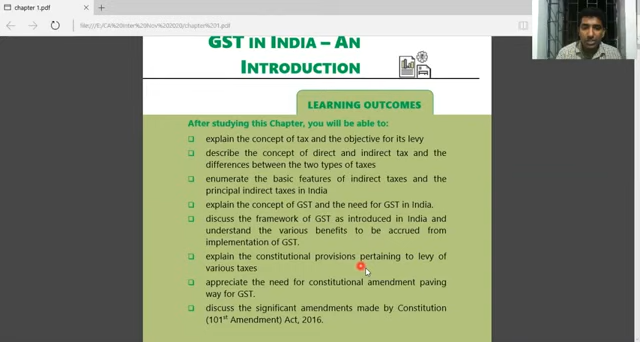 chapter 1.pdf
file:///E:/CA%20Inter%20Nov%202020/chapter%201.pdf
GST IN INDIA – AN
INTRODUCTION
LEARNING OUTCOMES
After studying this Chapter, you will be able to:
explain the concept of tax and the objective for its levy
describe the concept of direct and indirect tax and the
differences between the two types of taxes
enumerate the basic features of indirect taxes and the
principal indirect taxes in India
explain the concept of GST and the need for GST in India.
discuss the framework of GST as introduced in India and
understand the various benefits to be accrued from
implementation of GST.
explain the constitutional provisions pertaining to levy of
various taxes
appreciate the need for constitutional amendment paving
way for GST.
discuss the significant amendments made by Constitution
(101st Amendment) Act, 2016.